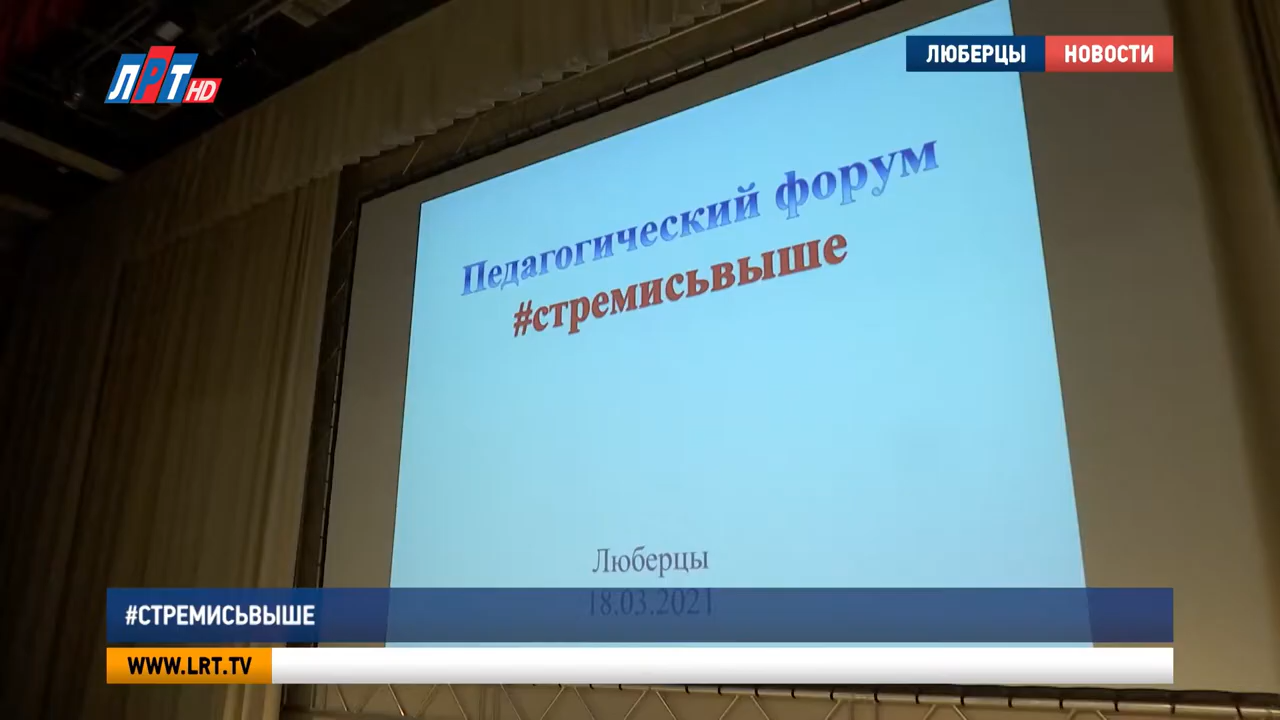 ЛРТ HD
ЛЮБЕРЦЫ НОВОСТИ
Педагогический форум
#стремисьвыше
Люберцы
18.03.2021
#СТРЕМИСЬВЫШЕ
WWW.LRT.TV